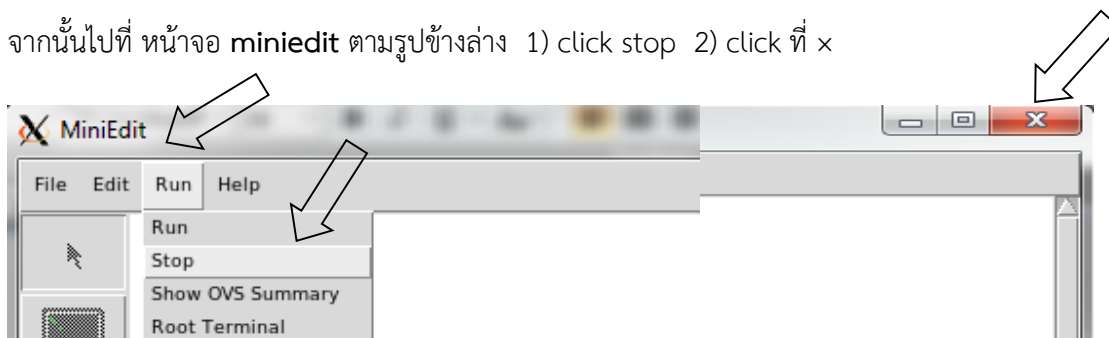 จากนั้นไปที่ หน้าจอ miniedit ตามรูปข้างล่าง 1) click stop 2) click ที่ ×
MiniEdit
File Edit Run Help
Run
Stop
Show OVS Summary
Root Terminal